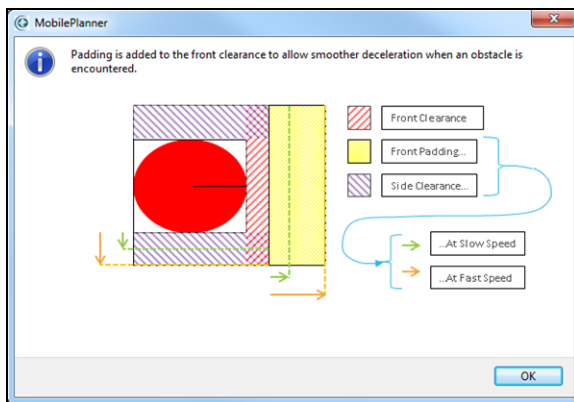 MobilePlanner
Padding is added to the front clearance to allow smoother deceleration when an obstacle is
encountered.
Front Clearance
Front Padding...
Side Clearance...
...At Slow Speed
...At Fast Speed
OK